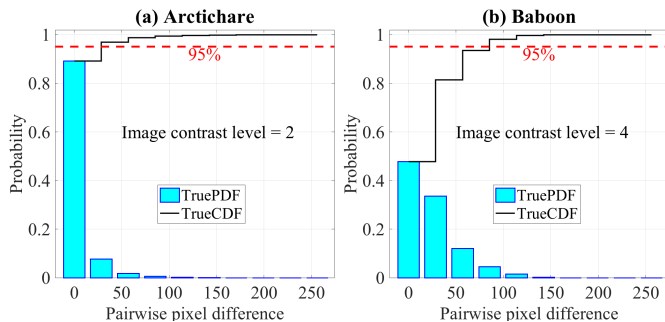 (a) Arctichare
1
0.8
0.6
0.4
0.2
0
Probability
95%
Image contrast level = 2
TruePDF
TrueCDF
0 50 100 150 200 250
Pairwise pixel difference
(b) Baboon
1
0.8
0.6
0.4
0.2
0
Probability
95%
Image contrast level = 4
TruePDF
TrueCDF
0 50 100 150 200 250
Pairwise pixel difference